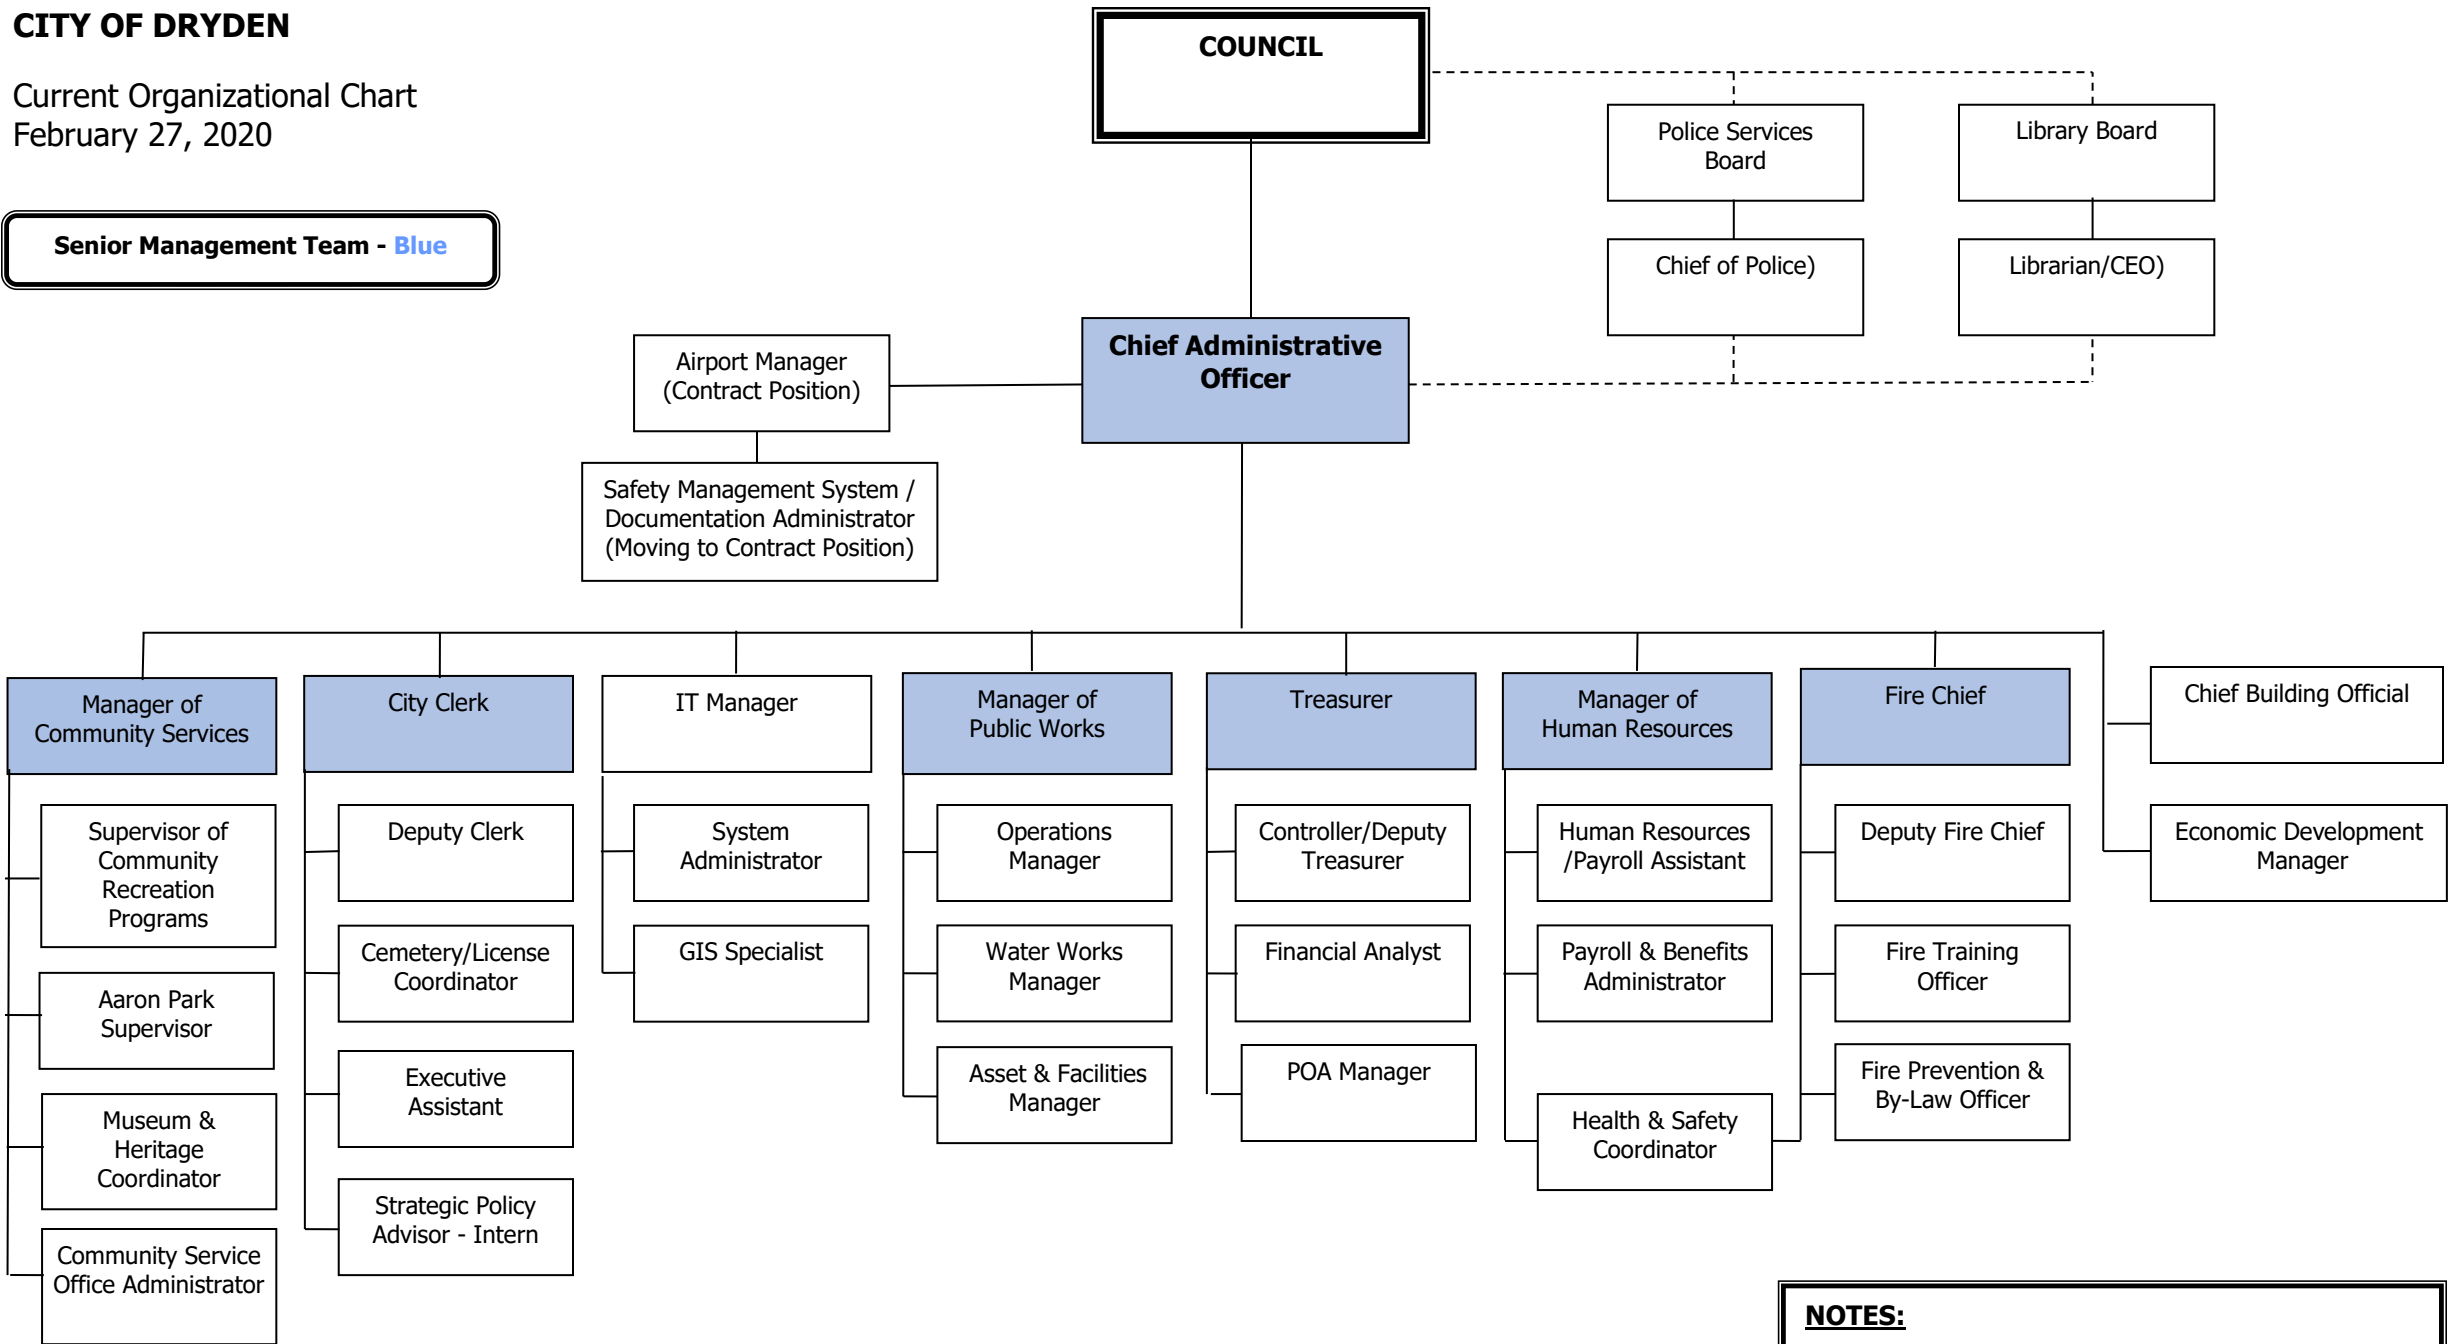 CITY OF DRYDEN
Current Organizational Chart
February 27, 2020
Senior Management Team - Blue
COUNCIL
Police Services
Board
Library Board
Chief of Police)
Librarian/CEO)
Chief Administrative
Officer
Airport Manager
(Contract Position)
Safety Management System /
Documentation Administrator
(Moving to Contract Position)
Manager of
Community Services
Supervisor of
Community
Recreation
Programs
Aaron Park
Supervisor
Museum &
Heritage
Coordinator
Community Service
Office Administrator
City Clerk
Deputy Clerk
Cemetery/License
Coordinator
Executive
Assistant
Strategic Policy
Advisor - Intern
IT Manager
System
Administrator
GIS Specialist
Manager of
Public Works
Operations
Manager
Water Works
Manager
Asset & Facilities
Manager
Treasurer
Controller/Deputy
Treasurer
Financial Analyst
POA Manager
Manager of
Human Resources
Human Resources
/Payroll Assistant
Payroll & Benefits
Administrator
Health & Safety
Coordinator
Fire Chief
Deputy Fire Chief
Fire Training
Officer
Fire Prevention &
By-Law Officer
Chief Building Official
Economic Development
Manager
NOTES: